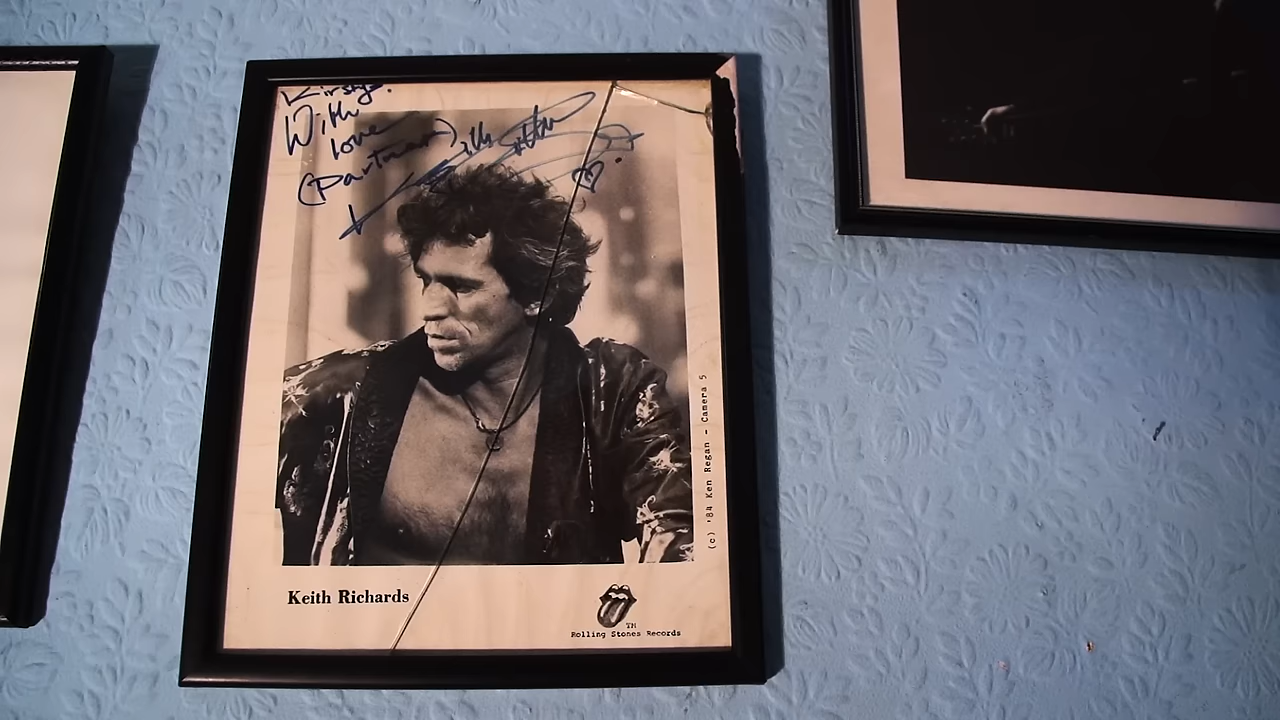 Kirsty.
With
love
(Partner)
Keith Richards
(c) '84 Ken Regan - Camera 5
TM
Rolling Stones Records